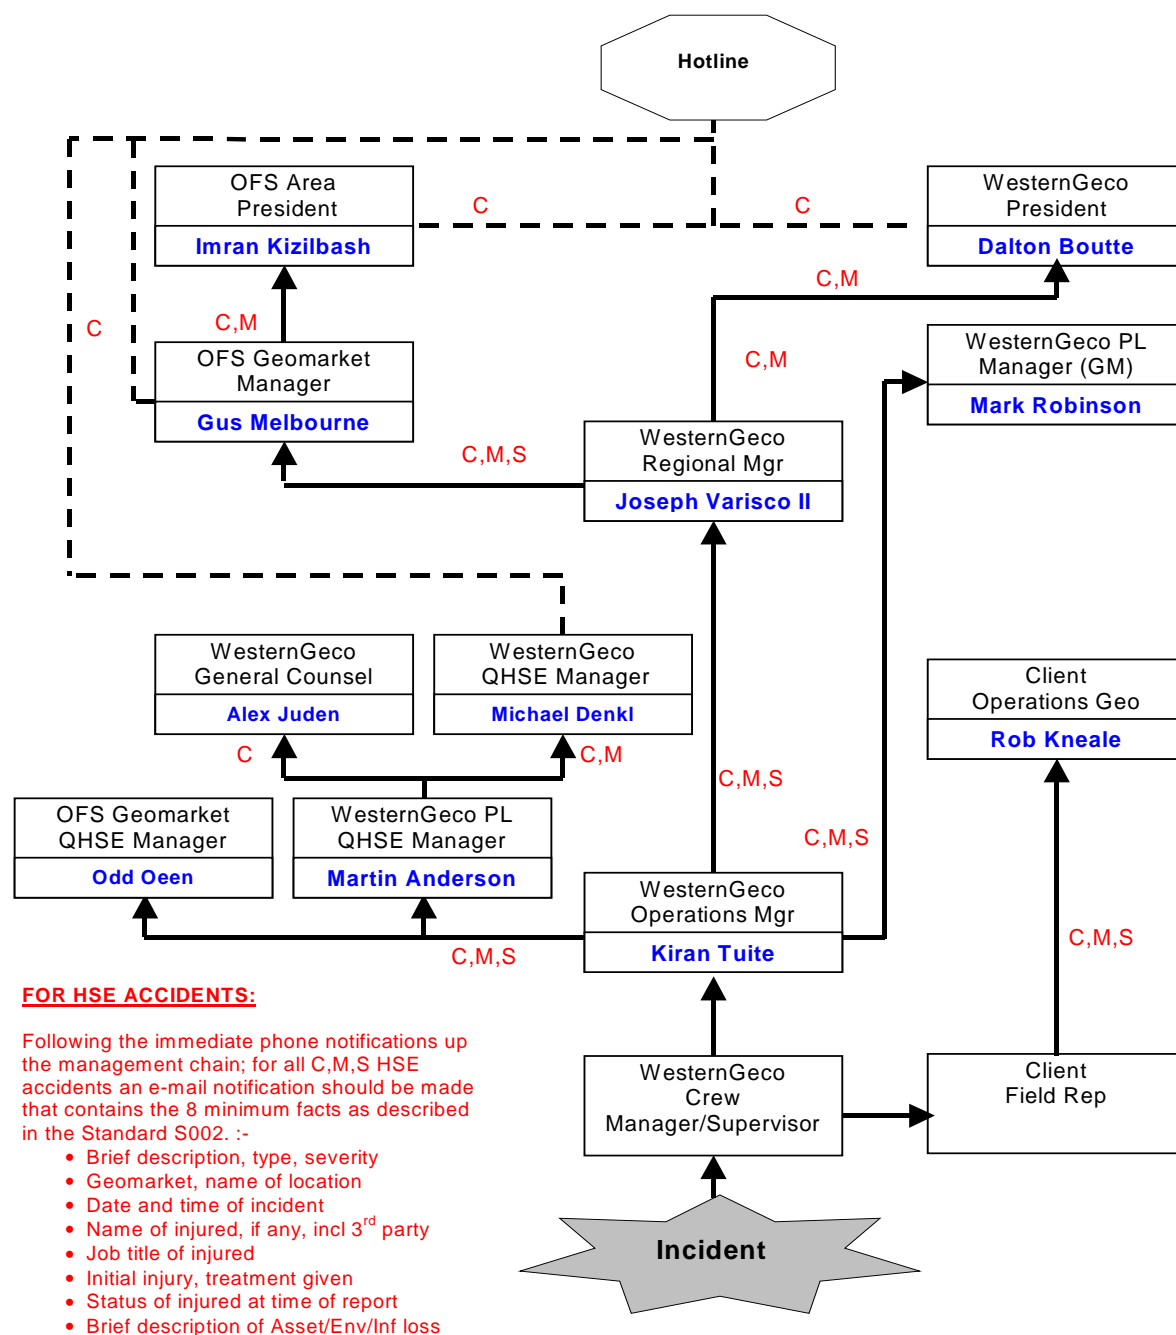 Hotline
OFS Area
President
Imran Kizilbash
C
C
WesternGeco
President
Dalton Boutte
C,M
C
C,M
OFS Geomarket
Manager
Gus Melbourne
C,M
WesternGeco PL
Manager (GM)
Mark Robinson
C,M,S
WesternGeco
Regional Mgr
Joseph Varisco II
WesternGeco
General Counsel
Alex Juden
WesternGeco
QHSE Manager
Michael Denkl
Client
Operations Geo
Rob Kneale
C
C,M
C,M,S
OFS Geomarket
QHSE Manager
Odd Oeen
WesternGeco PL
QHSE Manager
Martin Anderson
C,M,S
WesternGeco
Operations Mgr
Kiran Tuite
C,M,S
C,M,S
FOR HSE ACCIDENTS:
Following the immediate phone notifications up
the management chain; for all C,M,S HSE
accidents an e-mail notification should be made
that contains the 8 minimum facts as described
in the Standard S002. :-
• Brief description, type, severity
• Geomarket, name of location
• Date and time of incident
• Name of injured, if any, incl 3rd party
• Job title of injured
• Initial injury, treatment given
• Status of injured at time of report
• Brief description of Asset/Env/Inf loss
WesternGeco
Crew
Manager/Supervisor
Client
Field Rep
Incident